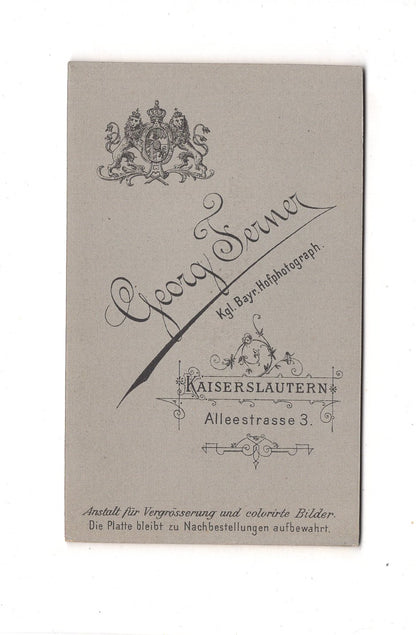 Georg Ferner
Kgl. Bayr. Hofphotograph.
KAISERSLAUTERN
Alleestrasse 3.
Anstalt für Vergrösserung und colorirte Bilder.
Die Platte bleibt zu Nachbestellungen aufbewahrt.